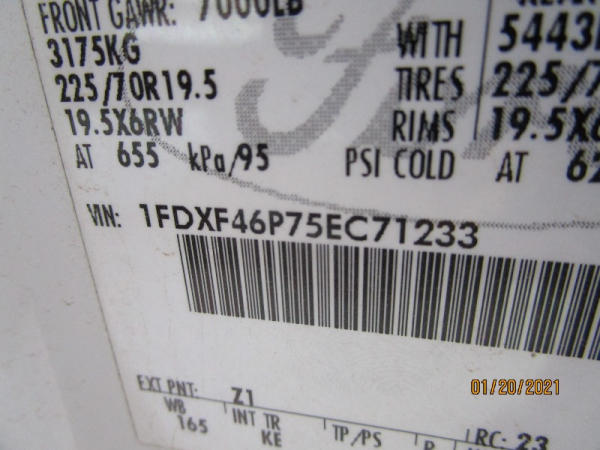 FRONT GAWR: 7000LB
3175KG WITH 5443
225/70R19.5 TIRES 225/7
19.5X6RW RIMS 19.5X6
AT 655 kPa/95 PSI COLD AT 62
VIN: 1FDXF46P75EC71233
EXT PNT: Z1
WB INT TR TP/PS R RC: 23
165 KE
01/20/2021